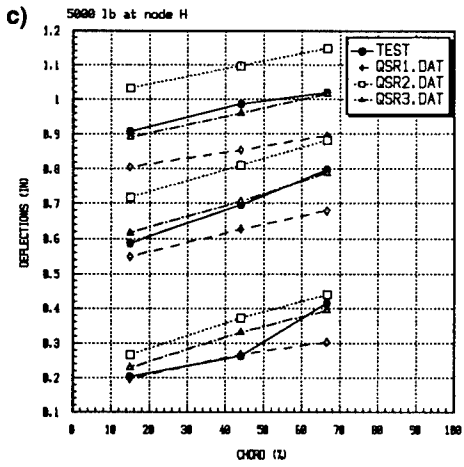 c)
5000 lb at node H
1.2
1.1
1
0.9
0.8
0.7
0.6
0.5
0.4
0.3
0.2
0.1
DEFLECTIONS (IN)
TEST
QSR1.DAT
QSR2.DAT
QSR3.DAT
0 10 20 30 40 50 60 70 80 90 100
CHORD (%)